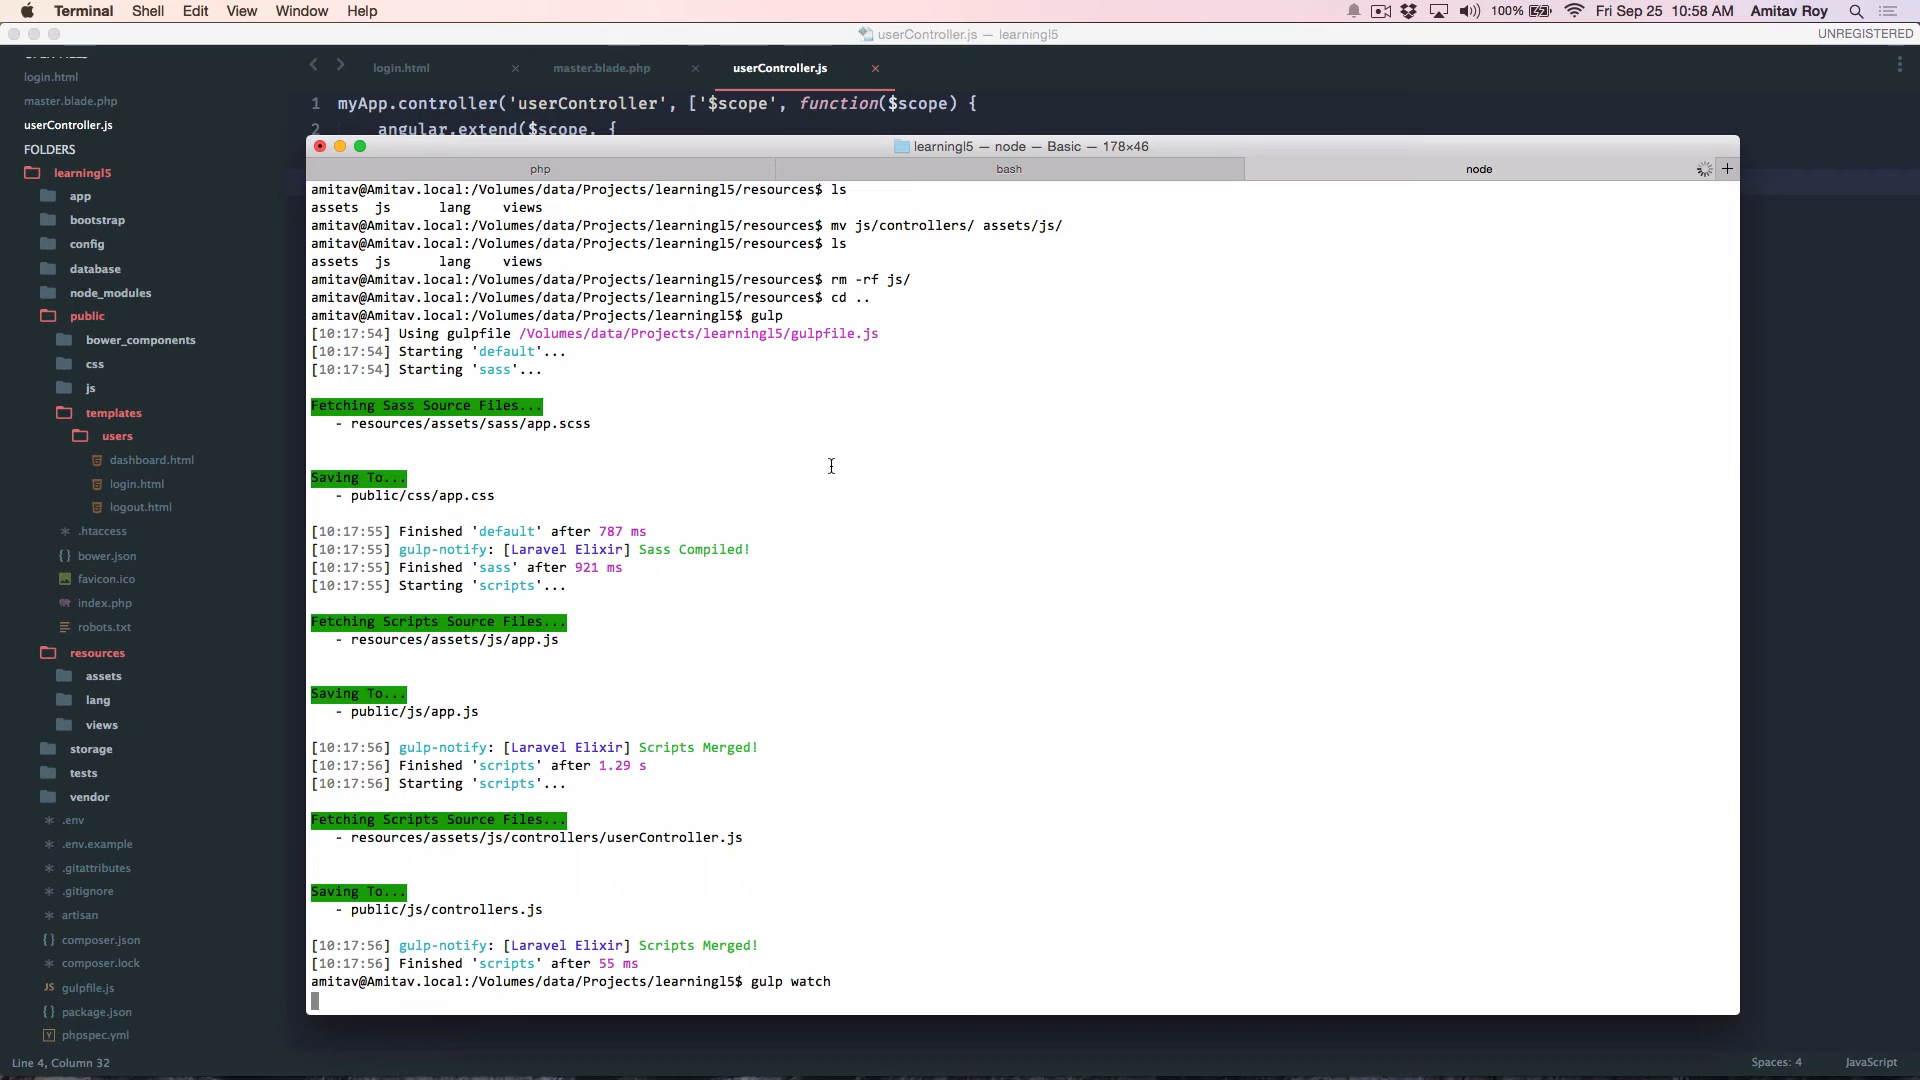 Terminal Shell Edit View Window Help 100% Fri Sep 25 10:58 AM Amitav Roy
userController.js — learningl5 UNREGISTERED
login.html
master.blade.php
userController.js
FOLDERS
learningl5
app
bootstrap
config
database
node_modules
public
bower_components
css
js
templates
users
dashboard.html
login.html
logout.html
.htaccess
bower.json
favicon.ico
index.php
robots.txt
resources
assets
lang
views
storage
tests
vendor
.env
.env.example
.gitattributes
.gitignore
artisan
composer.json
composer.lock
gulpfile.js
package.json
phpspec.yml
login.html master.blade.php userController.js
1 myApp.controller('userController', ['$scope', function($scope) {
2 angular.extend($scope, {
learningl5 — node — Basic — 178×46
php bash node
amitav@Amitav.local:/Volumes/data/Projects/learningl5/resources$ ls
assets js lang views
amitav@Amitav.local:/Volumes/data/Projects/learningl5/resources$ mv js/controllers/ assets/js/
amitav@Amitav.local:/Volumes/data/Projects/learningl5/resources$ ls
assets js lang views
amitav@Amitav.local:/Volumes/data/Projects/learningl5/resources$ rm -rf js/
amitav@Amitav.local:/Volumes/data/Projects/learningl5/resources$ cd ..
amitav@Amitav.local:/Volumes/data/Projects/learningl5$ gulp
[10:17:54] Using gulpfile /Volumes/data/Projects/learningl5/gulpfile.js
[10:17:54] Starting 'default'...
[10:17:54] Starting 'sass'...
Fetching Sass Source Files...
- resources/assets/sass/app.scss
Saving To...
- public/css/app.css
[10:17:55] Finished 'default' after 787 ms
[10:17:55] gulp-notify: [Laravel Elixir] Sass Compiled!
[10:17:55] Finished 'sass' after 921 ms
[10:17:55] Starting 'scripts'...
Fetching Scripts Source Files...
- resources/assets/js/app.js
Saving To...
- public/js/app.js
[10:17:56] gulp-notify: [Laravel Elixir] Scripts Merged!
[10:17:56] Finished 'scripts' after 1.29 s
[10:17:56] Starting 'scripts'...
Fetching Scripts Source Files...
- resources/assets/js/controllers/userController.js
Saving To...
- public/js/controllers.js
[10:17:56] gulp-notify: [Laravel Elixir] Scripts Merged!
[10:17:56] Finished 'scripts' after 55 ms
amitav@Amitav.local:/Volumes/data/Projects/learningl5$ gulp watch
Line 4, Column 32 Spaces: 4 JavaScript